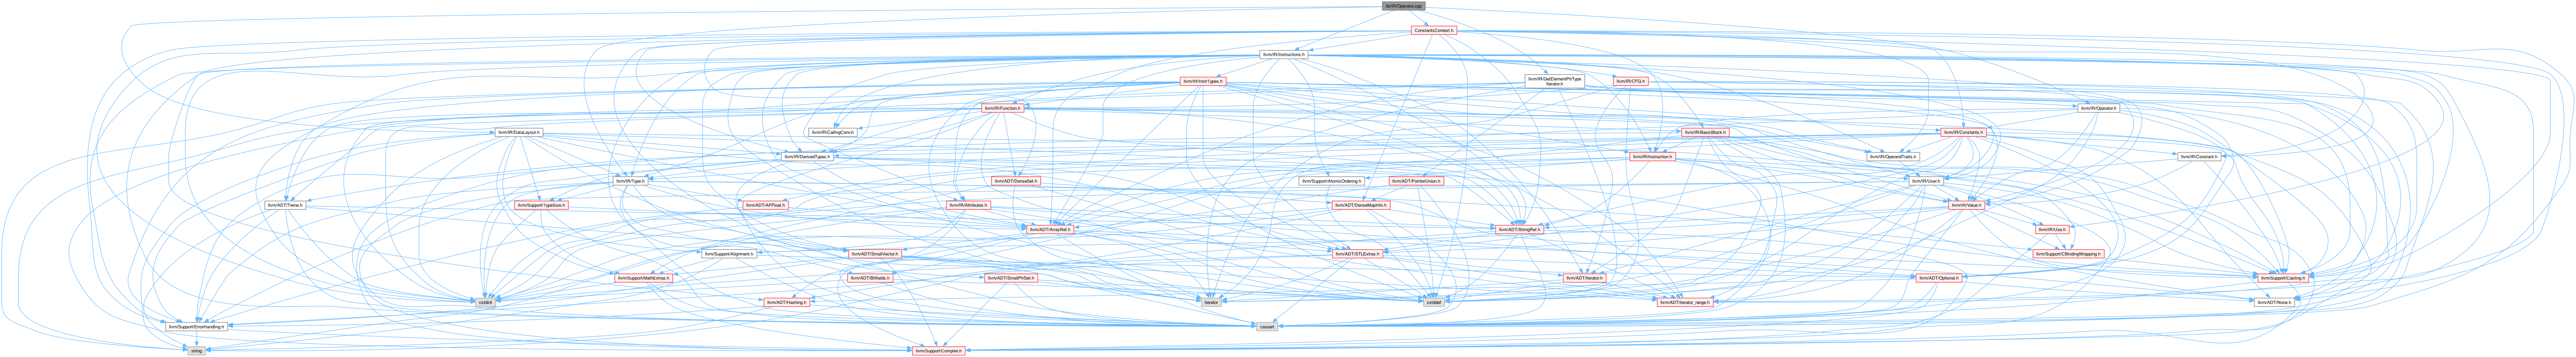 lib/IR/Operator.cpp
ConstantsContext.h
llvm/IR/Instructions.h
llvm/IR/InstrTypes.h
llvm/IR/GetElementPtrType
Iterator.h
llvm/IR/CFG.h
llvm/IR/Function.h
llvm/IR/Operator.h
llvm/IR/DataLayout.h
llvm/IR/CallingConv.h
llvm/IR/BasicBlock.h
llvm/IR/Constants.h
llvm/IR/DerivedTypes.h
llvm/IR/Instruction.h
llvm/IR/OperandTraits.h
llvm/IR/Constant.h
llvm/IR/Type.h
llvm/ADT/DenseSet.h
llvm/Support/AtomicOrdering.h
llvm/ADT/PointerUnion.h
llvm/IR/User.h
llvm/ADT/Twine.h
llvm/Support/TypeSize.h
llvm/ADT/APFloat.h
llvm/IR/Attributes.h
llvm/ADT/DenseMapInfo.h
llvm/IR/Value.h
llvm/ADT/ArrayRef.h
llvm/ADT/StringRef.h
llvm/IR/Use.h
llvm/Support/Alignment.h
llvm/ADT/SmallVector.h
llvm/ADT/STLExtras.h
llvm/Support/CBindingWrapping.h
llvm/Support/MathExtras.h
llvm/ADT/Bitfields.h
llvm/ADT/SmallPtrSet.h
llvm/ADT/iterator.h
llvm/ADT/Optional.h
llvm/Support/Casting.h
cstdint
llvm/ADT/Hashing.h
iterator
cstddef
llvm/ADT/iterator_range.h
llvm/ADT/None.h
llvm/Support/ErrorHandling.h
cassert
string
llvm/Support/Compiler.h